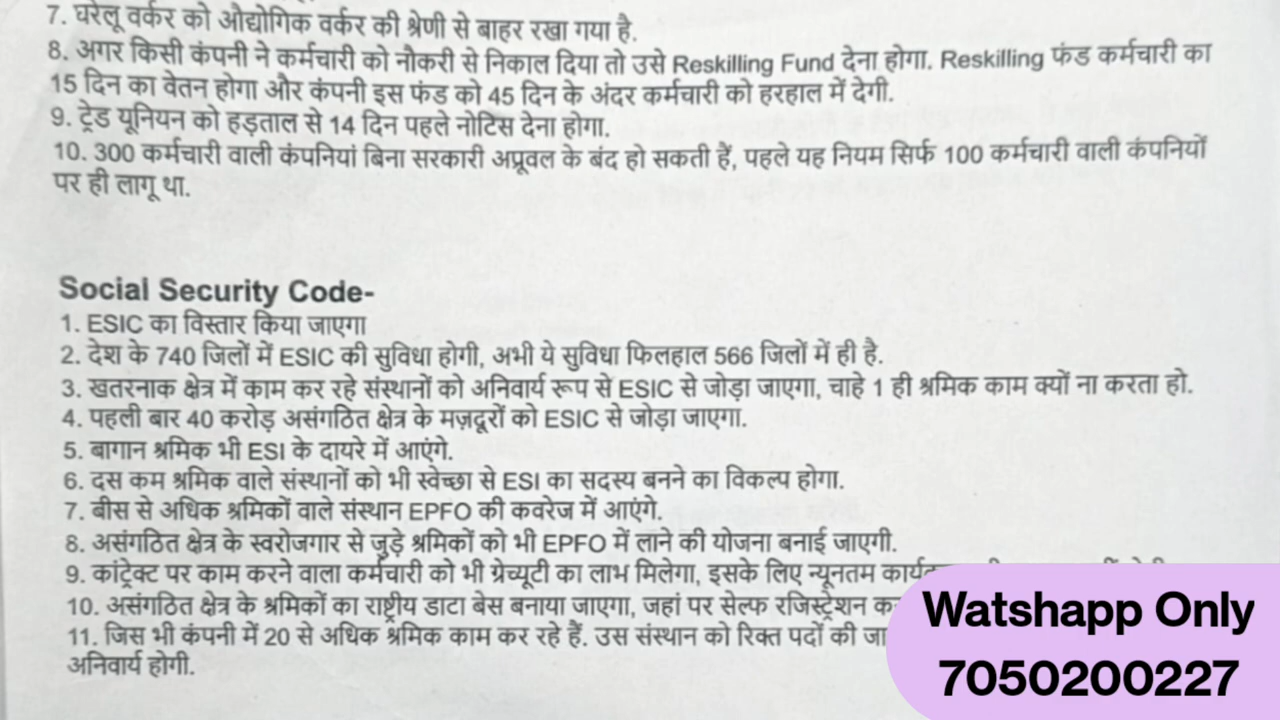 7. घरेलू वर्कर को औद्योगिक वर्कर की श्रेणी से बाहर रखा गया है.
8. अगर किसी कंपनी ने कर्मचारी को नौकरी से निकाल दिया तो उसे Reskilling Fund देना होगा. Reskilling फंड कर्मचारी का
15 दिन का वेतन होगा और कंपनी इस फंड को 45 दिन के अंदर कर्मचारी को हरहाल में देगी.
9. ट्रेड यूनियन को हड़ताल से 14 दिन पहले नोटिस देना होगा.
10. 300 कर्मचारी वाली कंपनियां बिना सरकारी अप्रूवल के बंद हो सकती हैं, पहले यह नियम सिर्फ 100 कर्मचारी वाली कंपनियों
पर ही लागू था.
Social Security Code-
1. ESIC का विस्तार किया जाएगा
2. देश के 740 जिलों में ESIC की सुविधा होगी, अभी ये सुविधा फिलहाल 566 जिलों में ही है.
3. खतरनाक क्षेत्र में काम कर रहे संस्थानों को अनिवार्य रूप से ESIC से जोड़ा जाएगा, चाहे 1 ही श्रमिक काम क्यों ना करता हो.
4. पहली बार 40 करोड़ असंगठित क्षेत्र के मज़दूरों को ESIC से जोड़ा जाएगा.
5. बागान श्रमिक भी ESI के दायरे में आएंगे.
6. दस कम श्रमिक वाले संस्थानों को भी स्वेच्छा से ESI का सदस्य बनने का विकल्प होगा.
7. बीस से अधिक श्रमिकों वाले संस्थान EPFO की कवरेज में आएंगे.
8. असंगठित क्षेत्र के स्वरोजगार से जुड़े श्रमिकों को भी EPFO में लाने की योजना बनाई जाएगी.
9. कांट्रेक्ट पर काम करने वाला कर्मचारी को भी ग्रेच्यूटी का लाभ मिलेगा, इसके लिए न्यूनतम
10. असंगठित क्षेत्र के श्रमिकों का राष्ट्रीय डाटा बेस बनाया जाएगा, जहां पर सेल्फ रजिस्ट्रेशन
11. जिस भी कंपनी में 20 से अधिक श्रमिक काम कर रहे हैं. उस संस्थान को रिक्त पदों की
अनिवार्य होगी.
Watshapp Only
7050200227